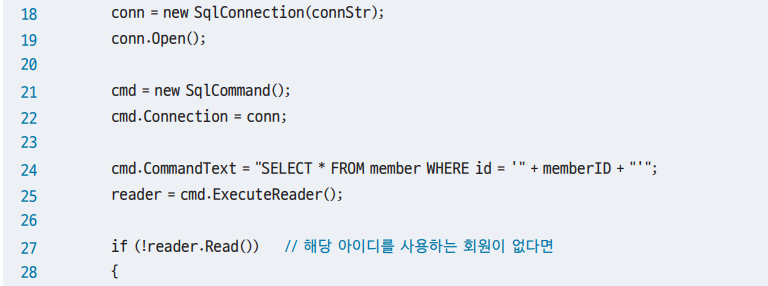 18 conn = new SqlConnection(connStr);
19 conn.Open();
20
21 cmd = new SqlCommand();
22 cmd.Connection = conn;
23
24 cmd.CommandText = "SELECT * FROM member WHERE id = '" + memberID + "'";
25 reader = cmd.ExecuteReader();
26
27 if (!reader.Read()) // 해당 아이디를 사용하는 회원이 없다면
28 {